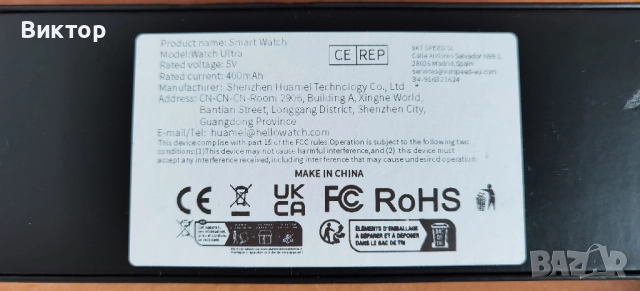 Виктор
Product name: Smart Watch
Model:Watch Ultra
Rated voltage: 5V
Rated current: 400mAh
Manufacturer: Shenzhen Huamei Technology Co., Ltd
Address: CN-CN-CN-Room 2906, Building A, Xinghe World,
Bantian Street, Longgang District, Shenzhen City,
Guangdong Province
E-mail/Tel: huamei@hellowatch.com
This device complies with part 15 of the FCC rules.Operation is subject to the following two
conditions:(1)This device may not cause harmful interference,and(2) this device must
accept any interference received, including interference that may cause undesired operation.
CE REP
Calle Antonio Salvador
28026 Madrid, Spain
MAKE IN CHINA
CE UK CA FC RoHS
ÉLÉMENTS D'EMBALLAGE
À SÉPARER ET À DÉPOSER
DANS LE BAC DE TRI
BAZAR